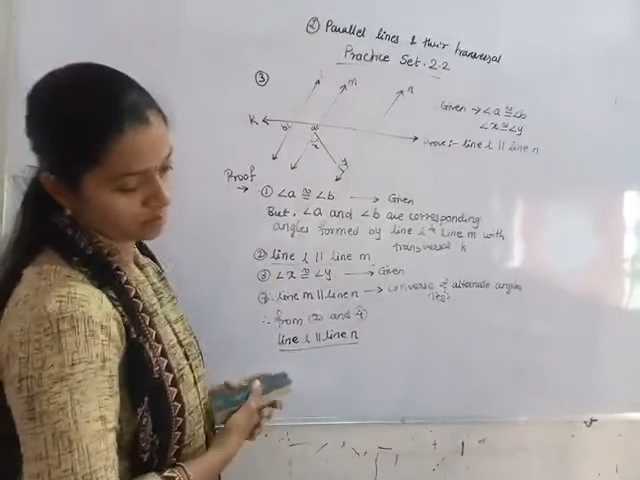 ② Parallel lines & their transversal
Practice Set. 2.2
③
l
m
n
K
b
a
x
y
Given → ∠a ≅ ∠b
∠x ≅ ∠y
Prove :- line l || line n
Proof
→ ① ∠a ≅ ∠b → Given
But. ∠a and ∠b are corresponding
angles formed by line l & line m with
transversal k
② line l || line m
③ ∠x ≅ ∠y → Given
④ ∴ line m || line n → converse of alternate angles
Test
∴ from ② and ④
line l || line n